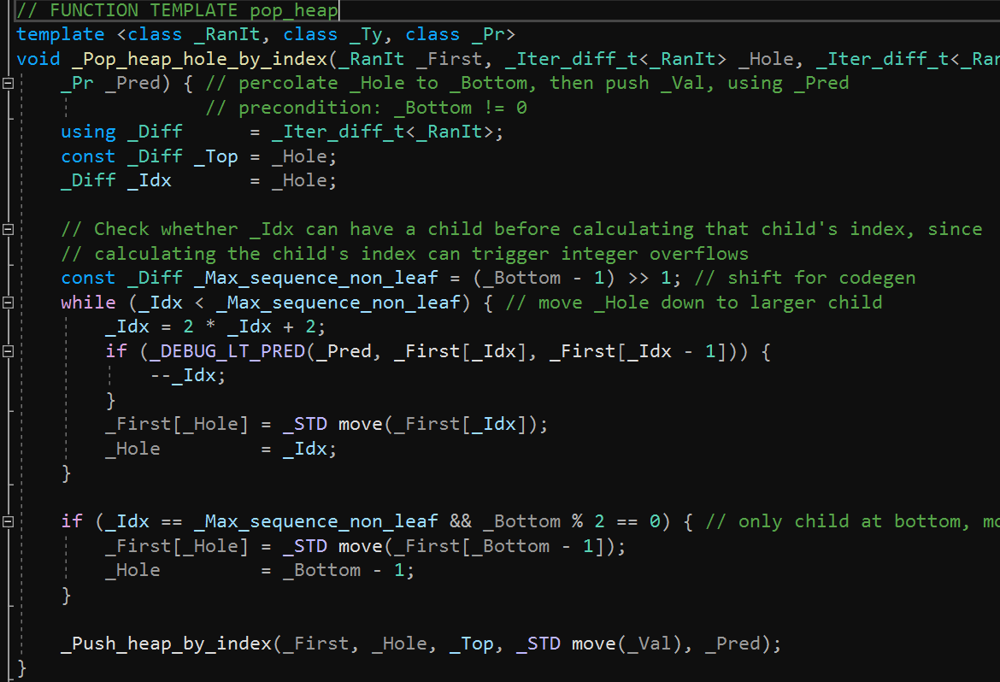 // FUNCTION TEMPLATE pop_heap
template <class _RanIt, class _Ty, class _Pr>
void _Pop_heap_hole_by_index(_RanIt _First, _Iter_diff_t<_RanIt> _Hole, _Iter_diff_t<_Ran
    _Pr _Pred) { // percolate _Hole to _Bottom, then push _Val, using _Pred
                 // precondition: _Bottom != 0
    using _Diff      = _Iter_diff_t<_RanIt>;
    const _Diff _Top = _Hole;
    _Diff _Idx       = _Hole;
    // Check whether _Idx can have a child before calculating that child's index, since
    // calculating the child's index can trigger integer overflows
    const _Diff _Max_sequence_non_leaf = (_Bottom - 1) >> 1; // shift for codegen
    while (_Idx < _Max_sequence_non_leaf) { // move _Hole down to larger child
        _Idx = 2 * _Idx + 2;
        if (_DEBUG_LT_PRED(_Pred, _First[_Idx], _First[_Idx - 1])) {
            --_Idx;
        }
        _First[_Hole] = _STD move(_First[_Idx]);
        _Hole         = _Idx;
    }
    if (_Idx == _Max_sequence_non_leaf && _Bottom % 2 == 0) { // only child at bottom,
        _First[_Hole] = _STD move(_First[_Bottom - 1]);
        _Hole         = _Bottom - 1;
    }
    _Push_heap_by_index(_First, _Hole, _Top, _STD move(_Val), _Pred);
}